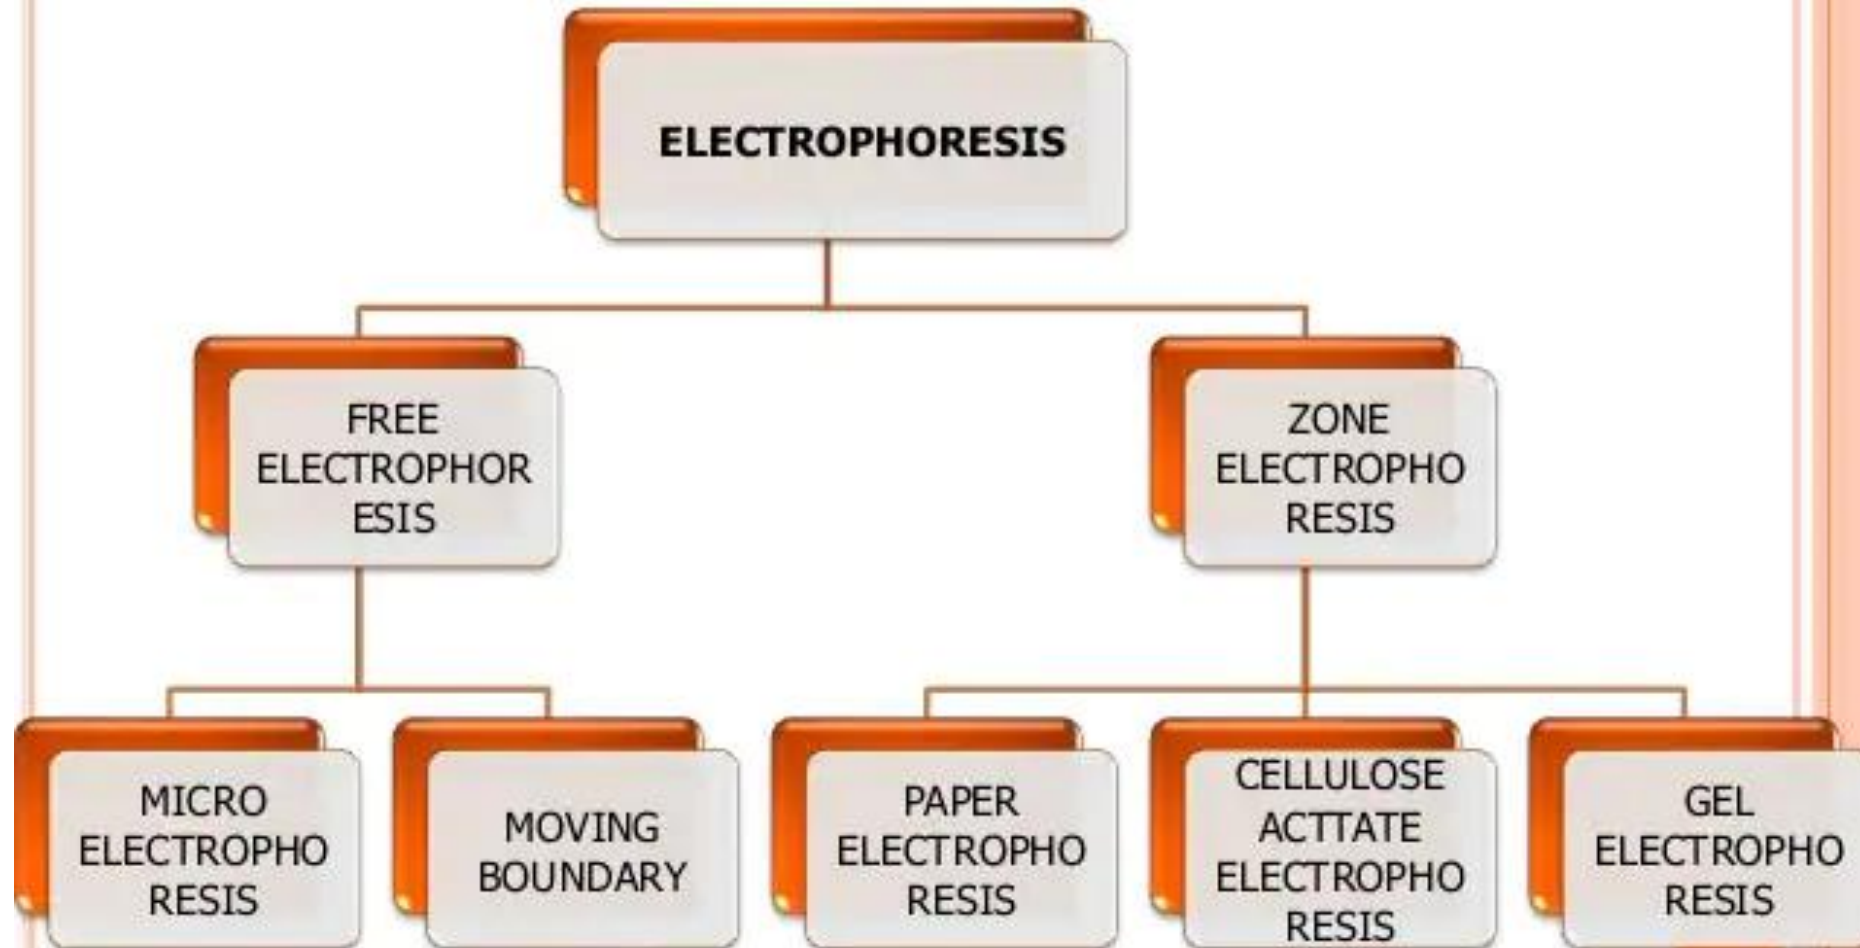 ELECTROPHORESIS
FREE
ELECTROPHOR
ESIS
ZONE
ELECTROPHO
RESIS
MICRO
ELECTROPHO
RESIS
MOVING
BOUNDARY
PAPER
ELECTROPHO
RESIS
CELLULOSE
ACTTATE
ELECTROPHO
RESIS
GEL
ELECTROPHO
RESIS